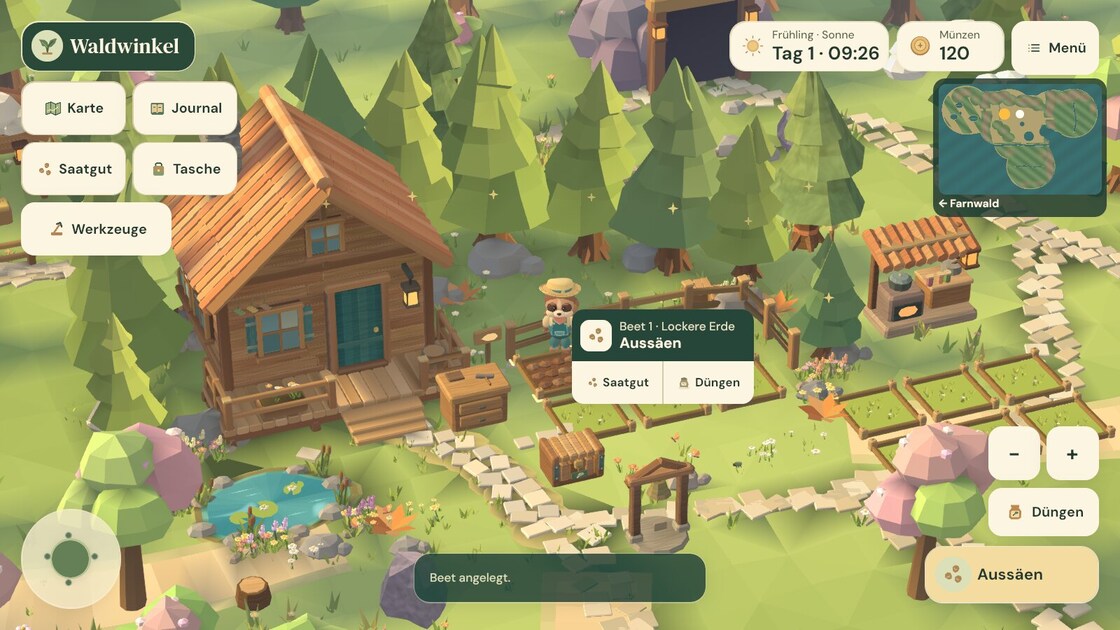 Waldwinkel
Frühling · Sonne
Tag 1 · 09:26
Münzen
120
Menü
Karte
Journal
Saatgut
Tasche
Werkzeuge
← Farnwald
Beet 1 · Lockere Erde
Aussäen
Saatgut
Düngen
−
+
Düngen
Aussäen
Beet angelegt.